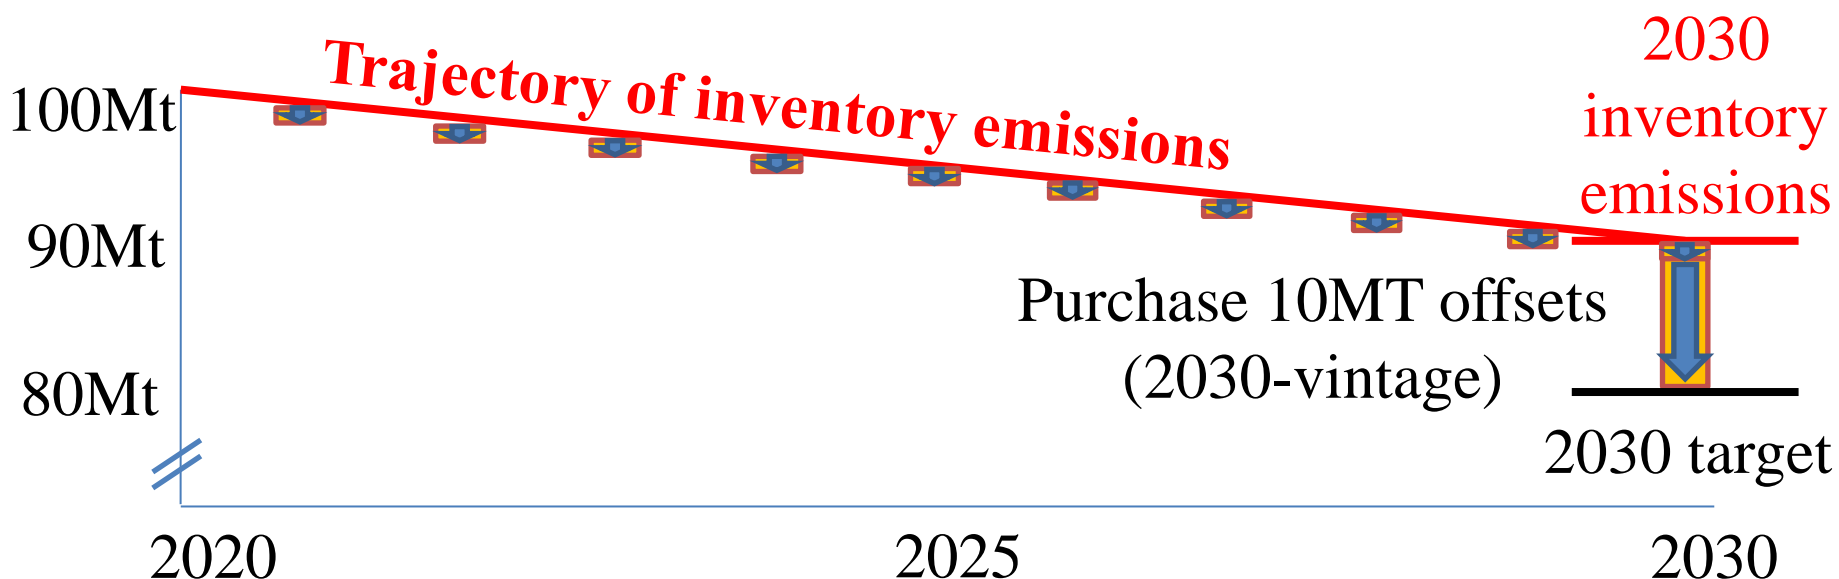 2030
inventory
emissions
Trajectory of inventory emissions
100Mt
90Mt
80Mt
Purchase 10MT offsets
(2030-vintage)
2030 target
2020
2025
2030